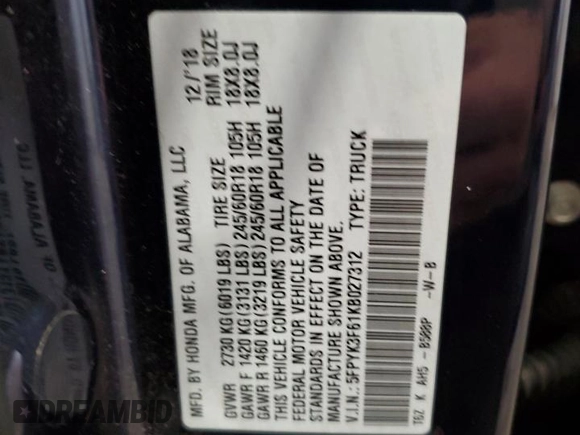 MFD. BY HONDA MFG. OF ALABAMA, LLC 12/'18
GVWR 2730 KG(6019 LBS) TIRE SIZE RIM SIZE
GAWR F 1420 KG(3131 LBS)245/60R18 105H 18X8.0J
GAWR R 1460 KG(3219 LBS)245/60R18 105H 18X8.0J
THIS VEHICLE CONFORMS TO ALL APPLICABLE
FEDERAL MOTOR VEHICLE SAFETY
STANDARDS IN EFFECT ON THE DATE OF
MANUFACTURE SHOWN ABOVE.
V.I.N.: 5FPYK3F61KB027312 TYPE: TRUCK
T6Z K AH5 - B588P -W-B
DREAMBID